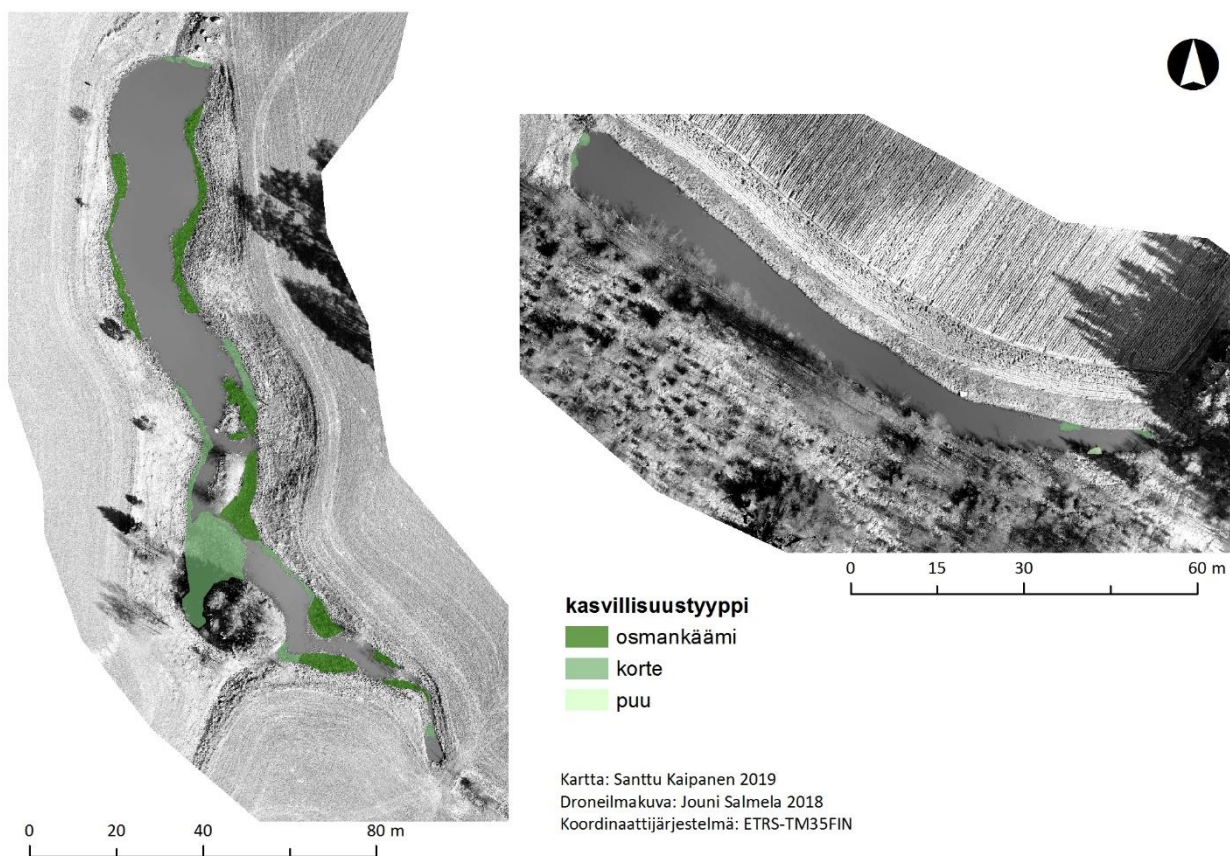 0 15 30 60 m
kasvillisuustyyppi
osmankäämi
korte
puu
Kartta: Santtu Kaipanen 2019
Droneilmakuva: Jouni Salmela 2018
Koordinaattijärjestelmä: ETRS-TM35FIN
0 20 40 80 m